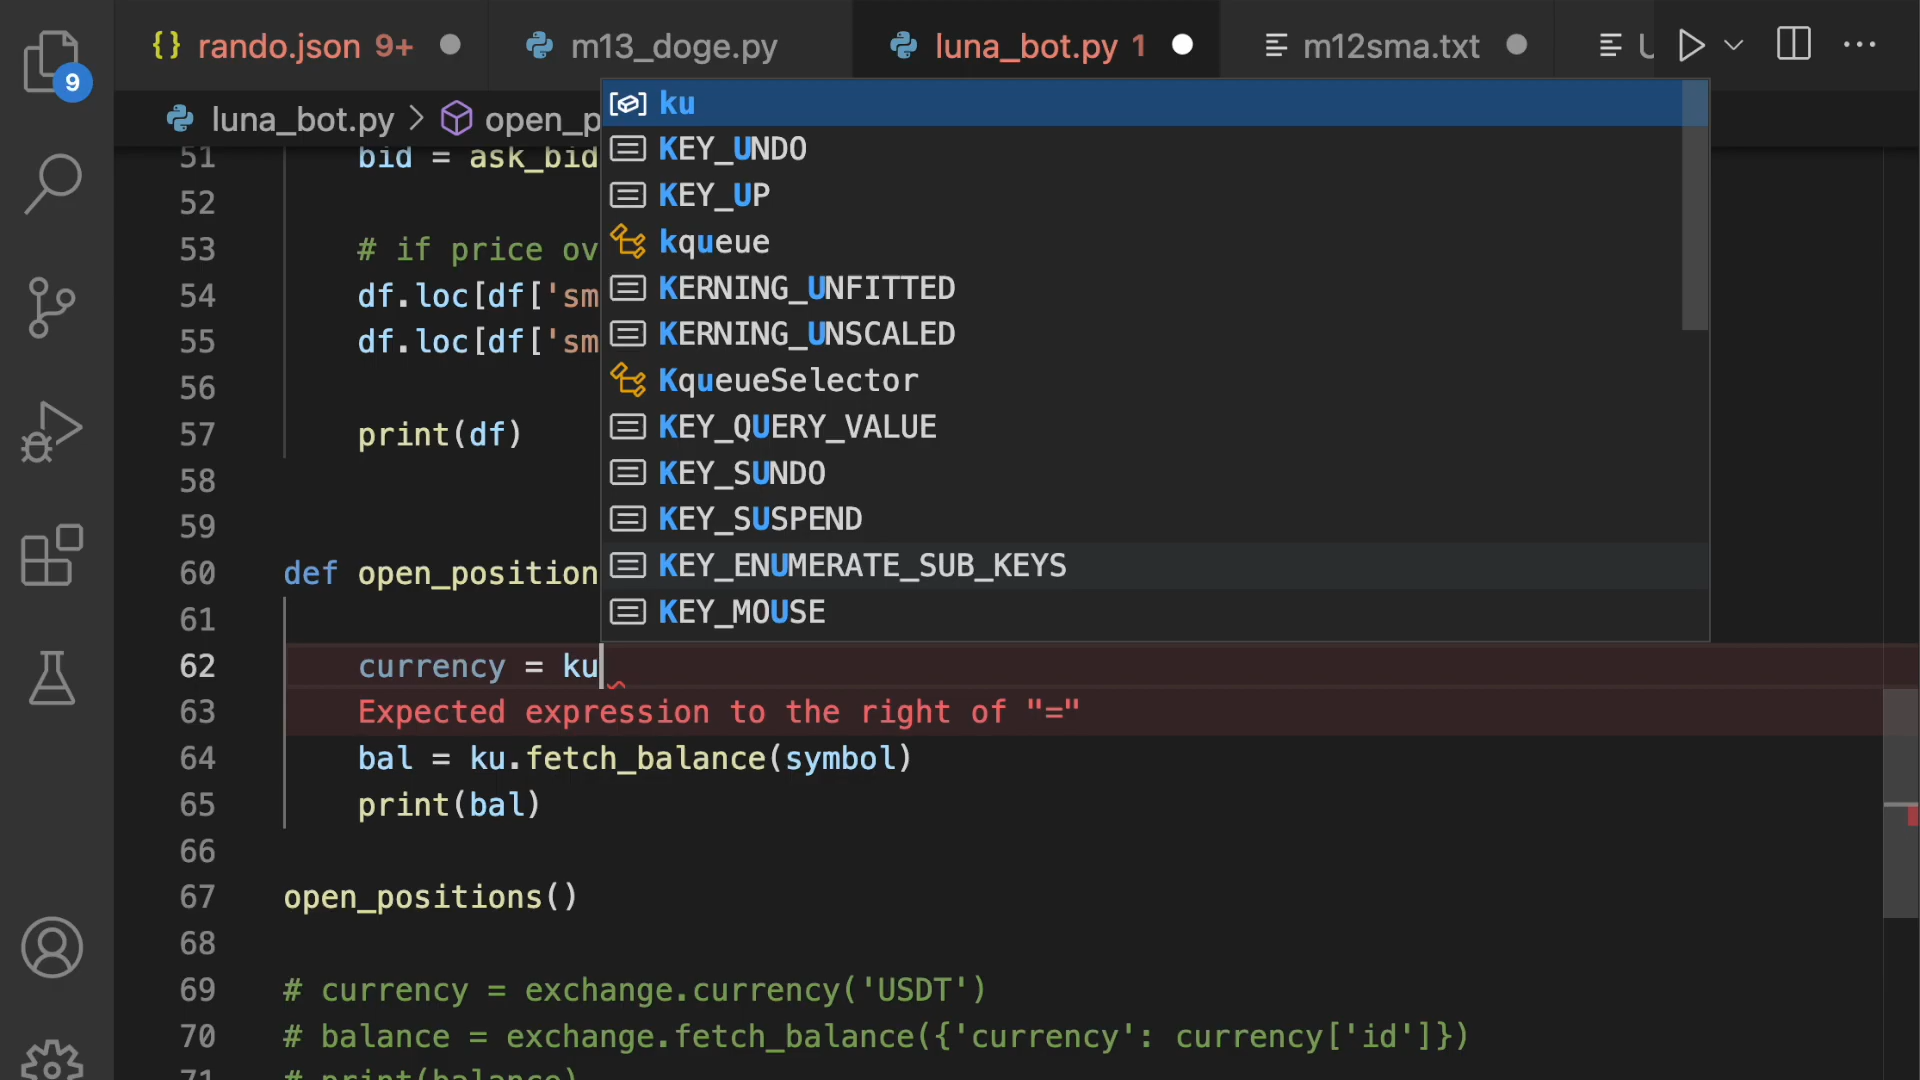 {} rando.json 9+
m13_doge.py
luna_bot.py 1
m12sma.txt
U
9
luna_bot.py > open_p
51 bid = ask_bid
52
53 # if price ov
54 df.loc[df['sm
55 df.loc[df['sm
56
57 print(df)
58
59
60 def open_position
61
62 currency = ku
63 Expected expression to the right of "="
64 bal = ku.fetch_balance(symbol)
65 print(bal)
66
67 open_positions()
68
69 # currency = exchange.currency('USDT')
70 # balance = exchange.fetch_balance({'currency': currency['id']})
71 # print(balance)
ku
KEY_UNDO
KEY_UP
kqueue
KERNING_UNFITTED
KERNING_UNSCALED
KqueueSelector
KEY_QUERY_VALUE
KEY_SUNDO
KEY_SUSPEND
KEY_ENUMERATE_SUB_KEYS
KEY_MOUSE